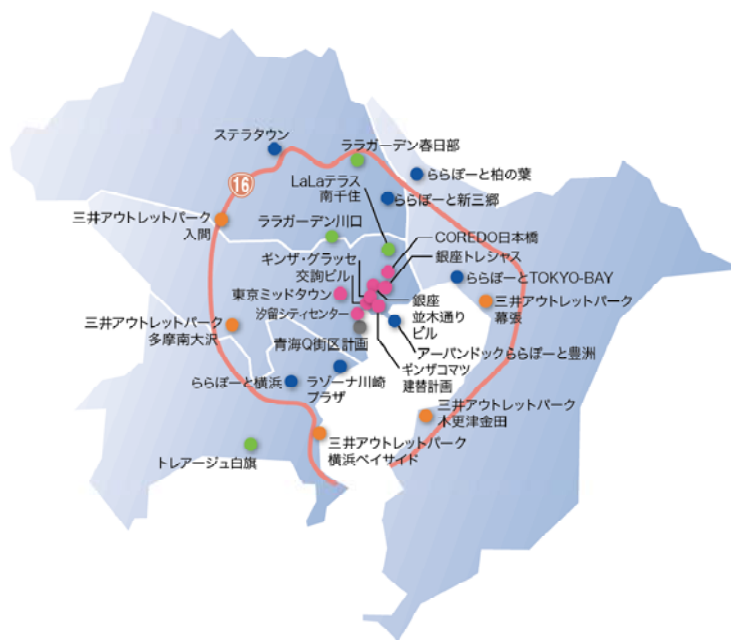 ステラタウン
ララガーデン春日部
ららぽーと柏の葉
16
LaLaテラス
南千住
ららぽーと新三郷
三井アウトレットパーク
入間
ララガーデン川口
COREDO日本橋
ギンザ・グラッセ
交詢ビル
銀座トレシャス
東京ミッドタウン
ららぽーとTOKYO-BAY
汐留シティセンター
銀座
並木通り
ビル
三井アウトレットパーク
幕張
三井アウトレットパーク
多摩南大沢
青海Q街区計画
アーバンドックららぽーと豊洲
ギンザコマツ
建替計画
ららぽーと横浜
ラゾーナ川崎
プラザ
三井アウトレットパーク
木更津金田
三井アウトレットパーク
横浜ベイサイド
トレアージュ白旗